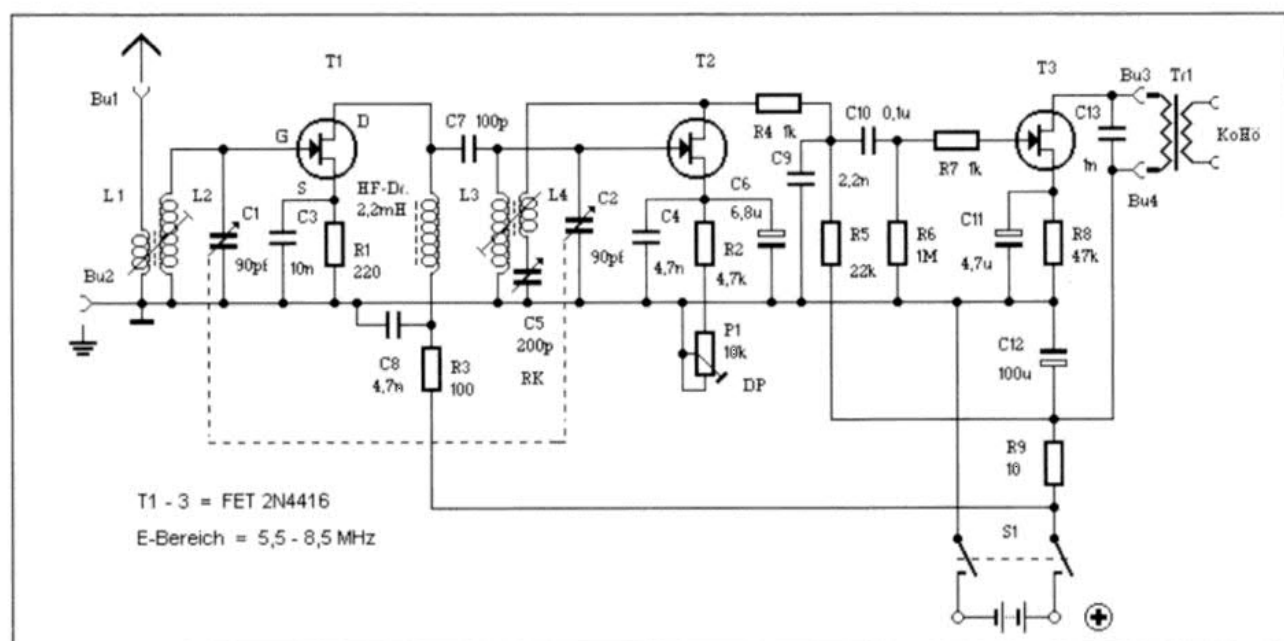 T1
T2
T3
Bu1
Bu3
Tr1
C7 100p
C10 0,1u
C13
G
D
S
R4 1k
R7 1k
KoHö
C9
2,2n
1n
Bu4
L1
L2
HF-Dr.
2,2mH
L3
L4
C2
C6
6,8u
C1
C3
C4
C11
90pf
10n
R1
220
90pf
4,7n
R2
4,7k
R5
22k
R6
1M
4,7u
R8
47k
Bu2
C5
200p
RK
P1
10k
DP
C12
100u
C8
4,7n
R3
100
R9
10
T1 - 3 = FET 2N4416
E-Bereich = 5,5 - 8,5 MHz
S1
+